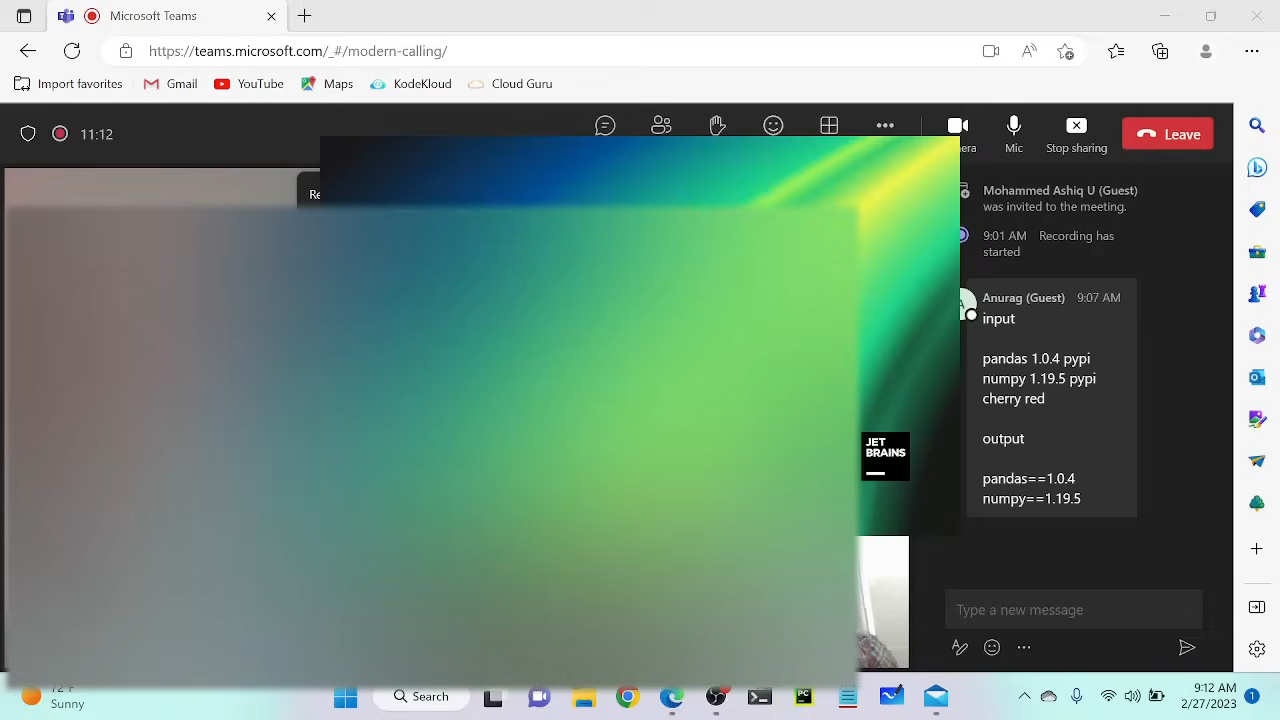 Microsoft Teams
https://teams.microsoft.com/_#/modern-calling/
Import favorites
Gmail
YouTube
Maps
KodeKloud
Cloud Guru
11:12
Mic
Stop sharing
Leave
Re
Mohammed Ashiq U (Guest)
was invited to the meeting.
9:01 AM Recording has
started
Anurag (Guest) 9:07 AM
input
pandas 1.0.4 pypi
numpy 1.19.5 pypi
cherry red
output
pandas==1.0.4
numpy==1.19.5
JET
BRAINS
Type a new message
Sunny
Search
PC
9:12 AM
2/27/2023
1